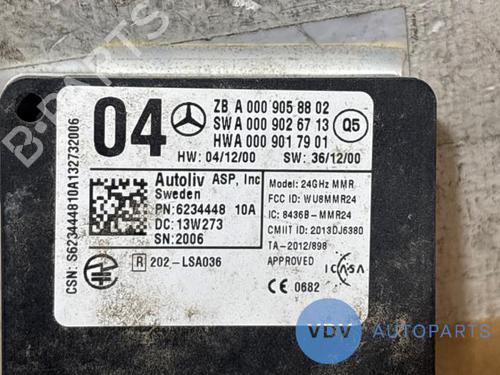 04
ZB A 000 905 88 02
SW A 000 902 67 13
HW A 000 901 79 01
Q5
HW: 04/12/00 SW: 36/12/00
CSN: S623444810A132732006
Autoliv ASP, Inc
Sweden
PN: 6234448 10A
DC: 13W273
SN: 2006
Model: 24GHz MMR
FCC ID: WU8MMR24
IC: 8436B-MMR24
CMIIT ID: 2013DJ6380
TA-2012/898
APPROVED
R 202-LSA036
ICASA
CE 0682
B-PARTS
VDV AUTOPARTS